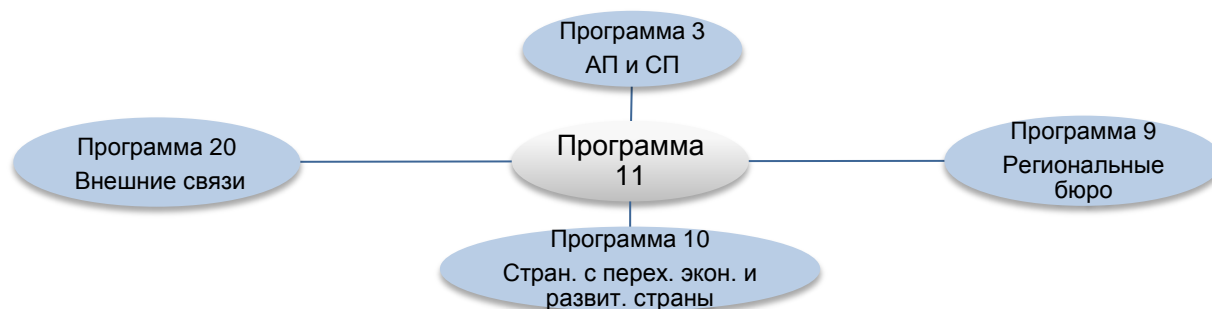 Программа 3
АП и СП
Программа 20
Внешние связи
Программа
11
Программа 9
Региональные
бюро
Программа 10
Стран. с перех. экон. и
развит. страны